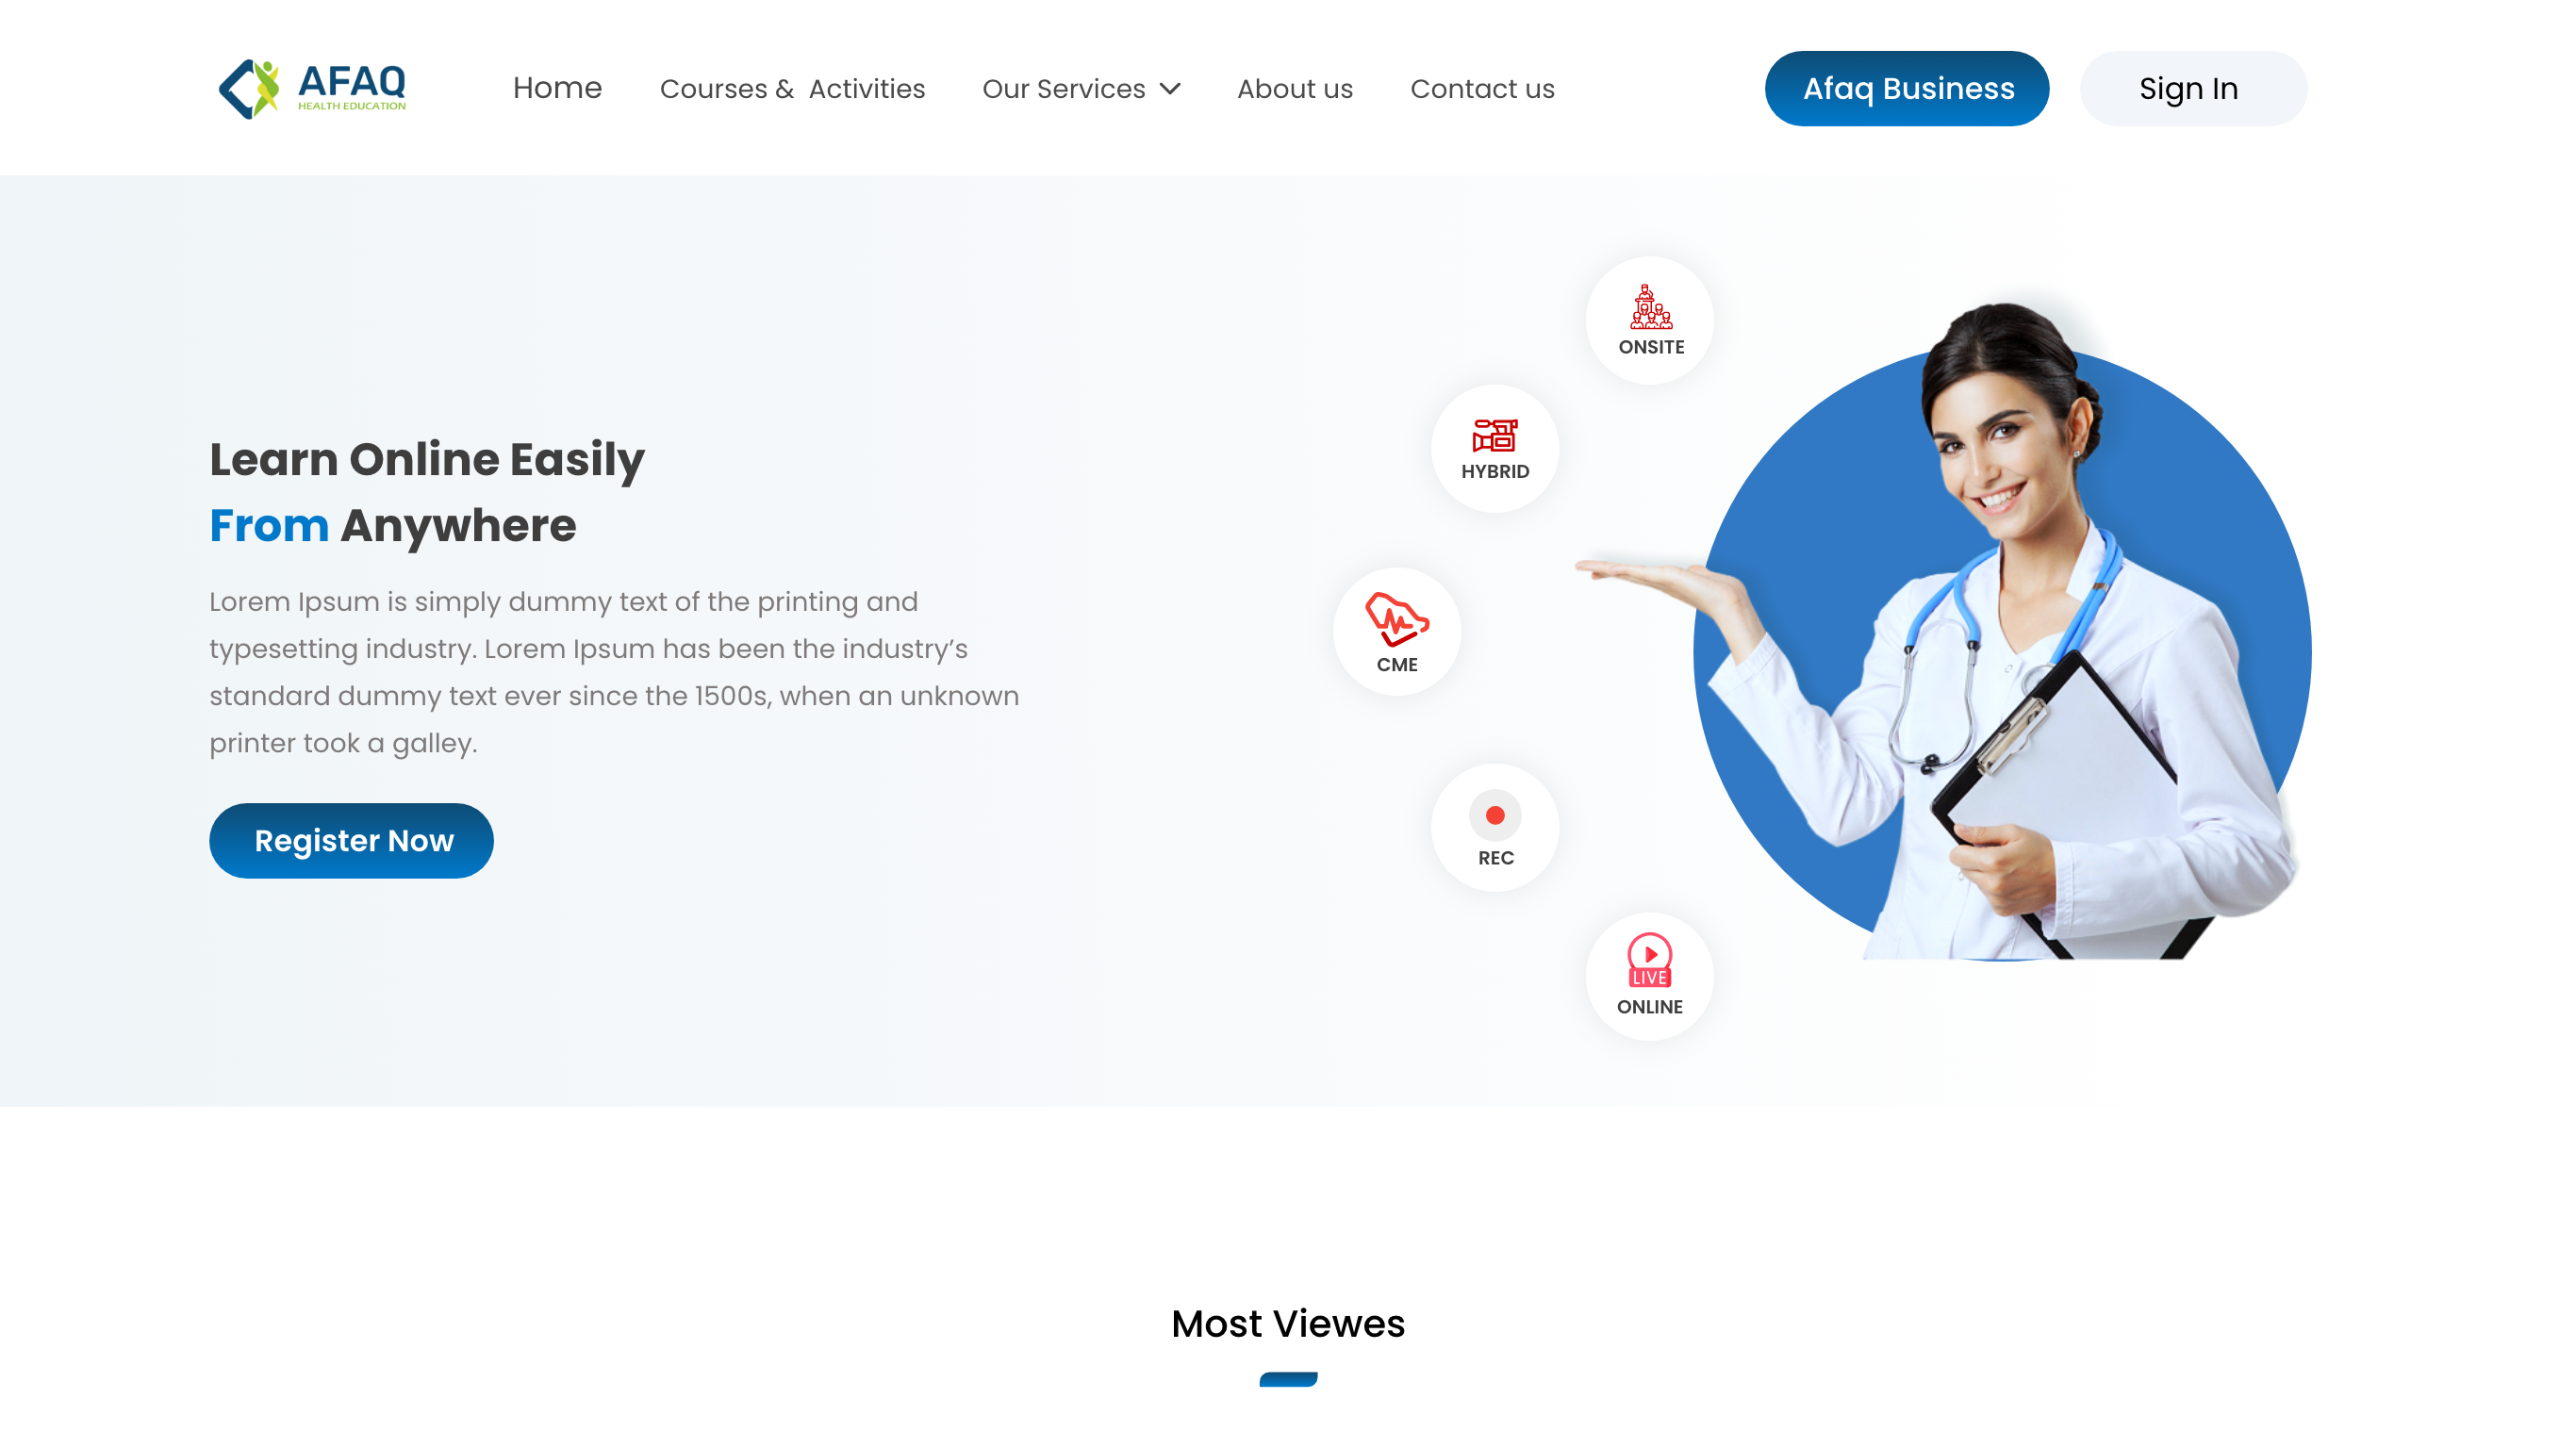 AFAQ
HEALTH EDUCATION
Home
Courses &  Activities
Our Services
About us
Contact us
Afaq Business
Sign In
Learn Online Easily
From Anywhere
Lorem Ipsum is simply dummy text of the printing and
typesetting industry. Lorem Ipsum has been the industry’s
standard dummy text ever since the 1500s, when an unknown
printer took a galley.
Register Now
ONSITE
HYBRID
CME
REC
LIVE
ONLINE
Most Viewes